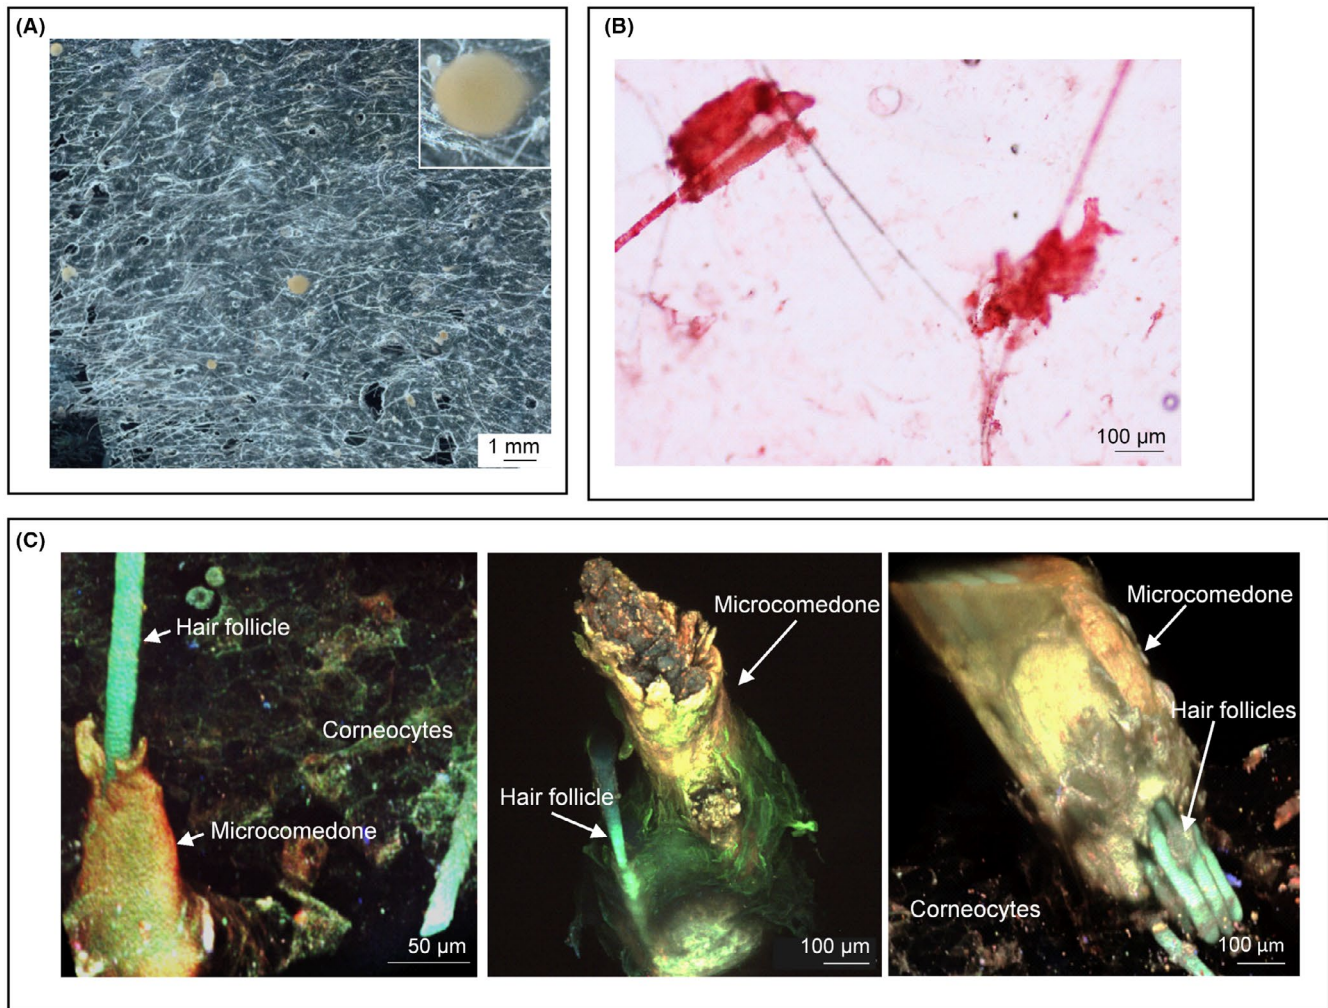 (A)
1 mm
(B)
100 µm
(C)
Hair follicle
Corneocytes
Microcomedone
50 µm
Microcomedone
Hair follicle
100 µm
Microcomedone
Hair follicles
Corneocytes
100 µm